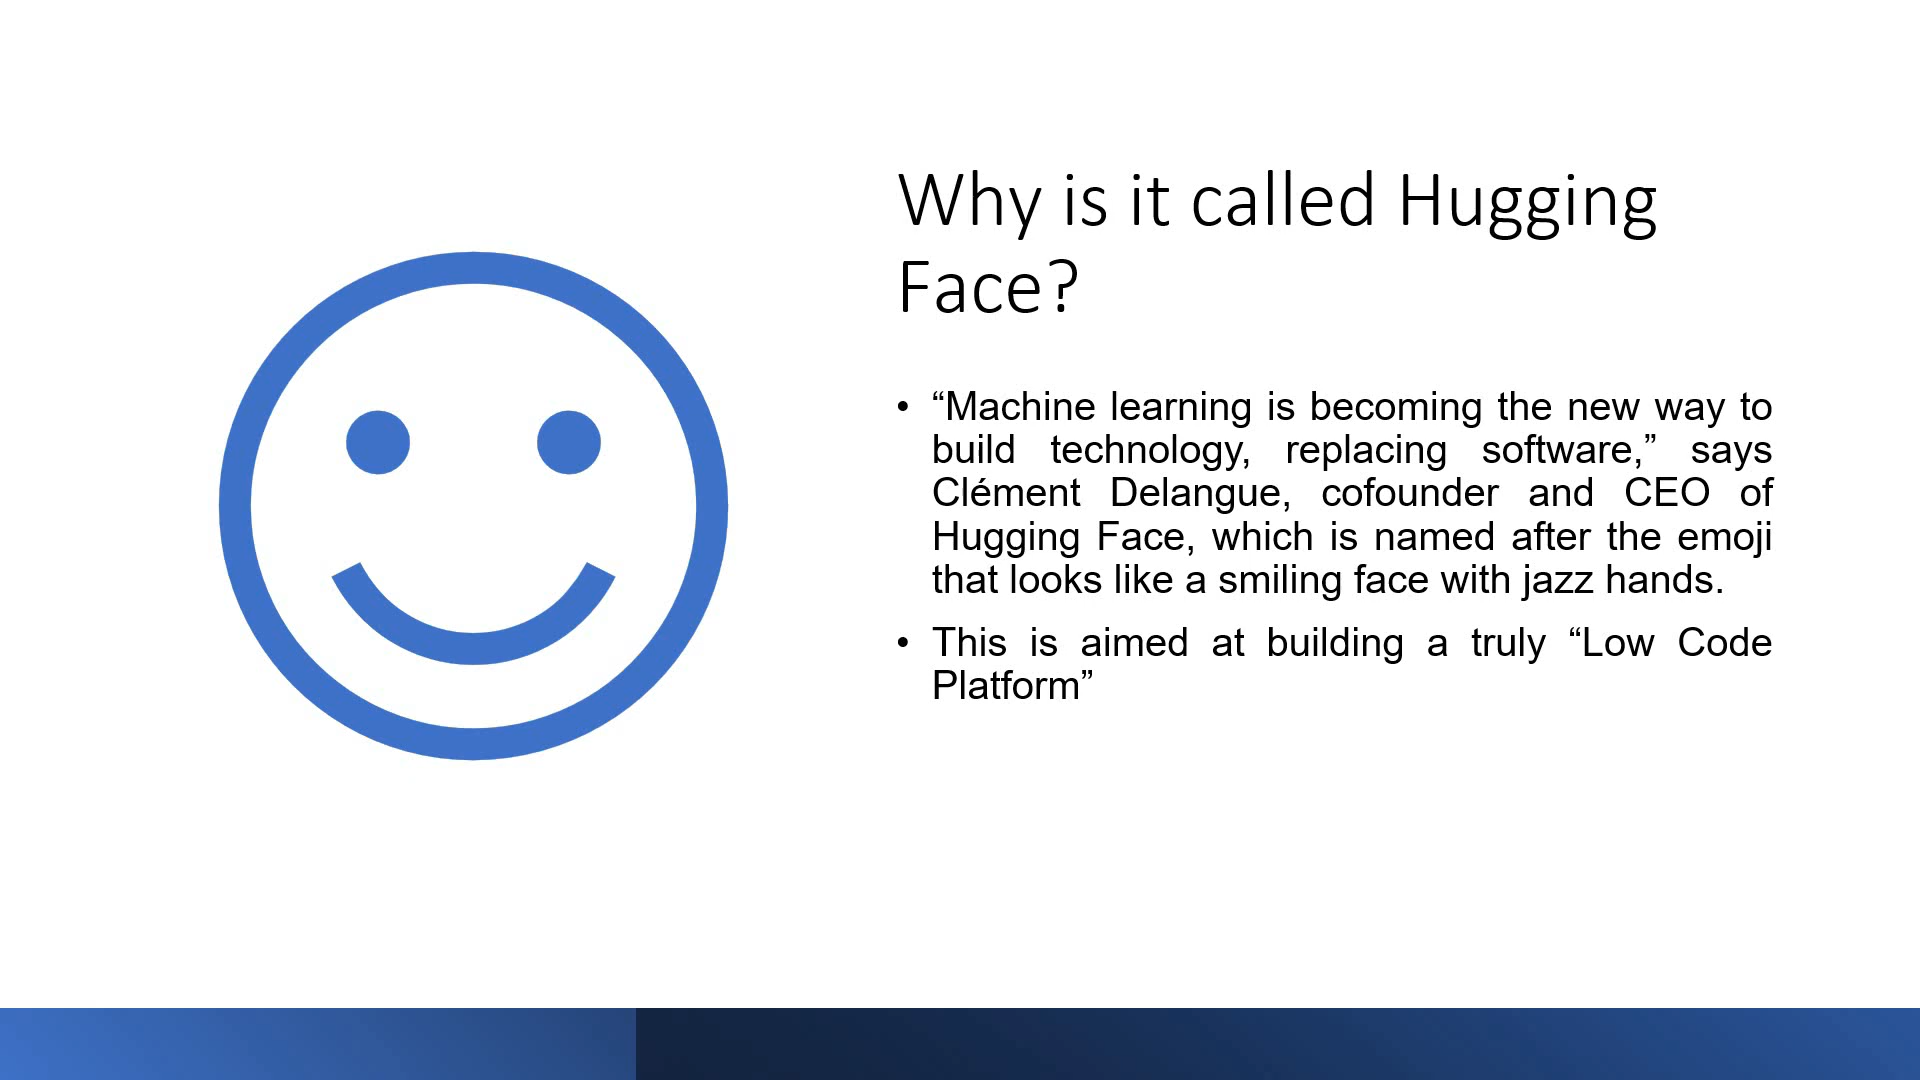 Why is it called Hugging
Face?
• “Machine learning is becoming the new way to
build technology, replacing software,” says
Clément Delangue, cofounder and CEO of
Hugging Face, which is named after the emoji
that looks like a smiling face with jazz hands.
• This is aimed at building a truly “Low Code
Platform”